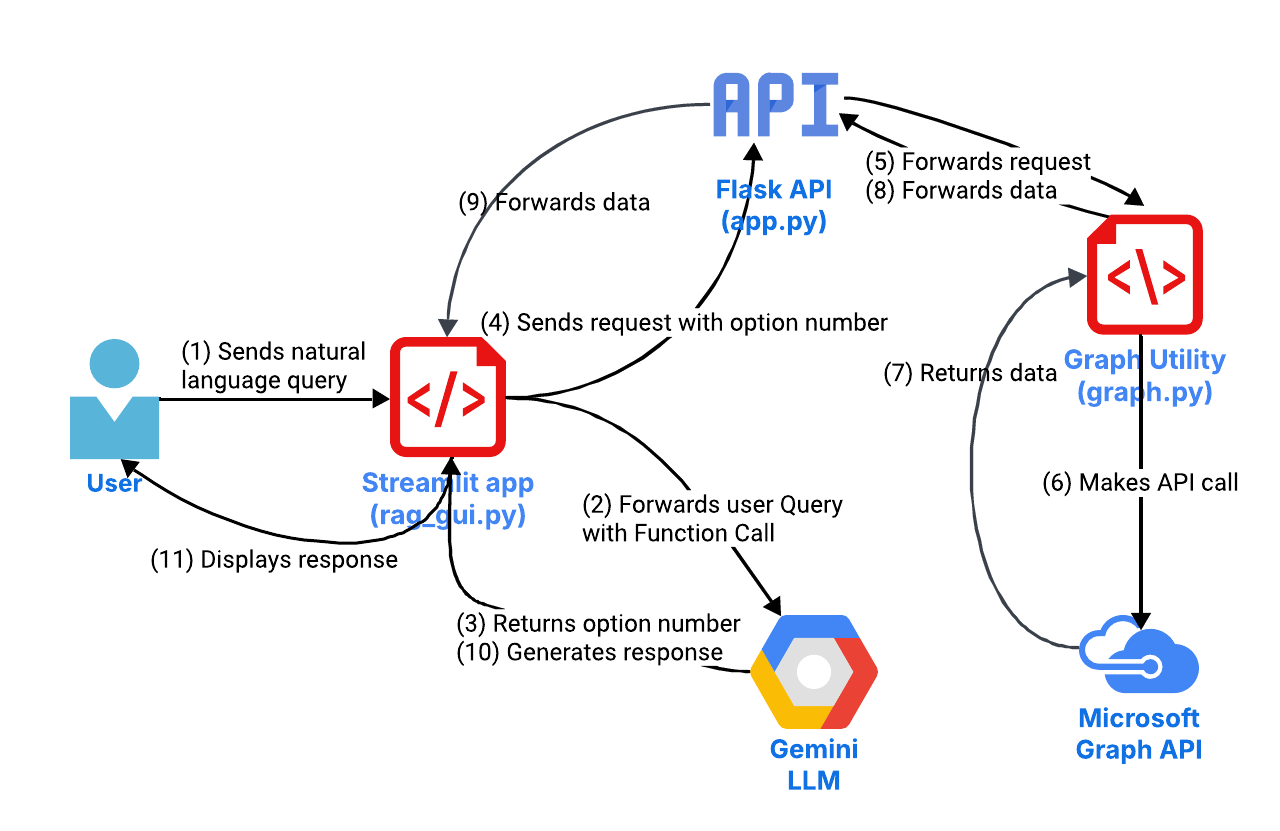 API
Flask API
(app.py)
(5) Forwards request
(8) Forwards data
(9) Forwards data
(4) Sends request with option number
(1) Sends natural
language query
</>
<\>
Graph Utility
(graph.py)
(7) Returns data
User
Streamlit app
(rag_gui.py)
(6) Makes API call
(2) Forwards user Query
with Function Call
(11) Displays response
(3) Returns option number
(10) Generates response
Microsoft
Graph API
Gemini
LLM